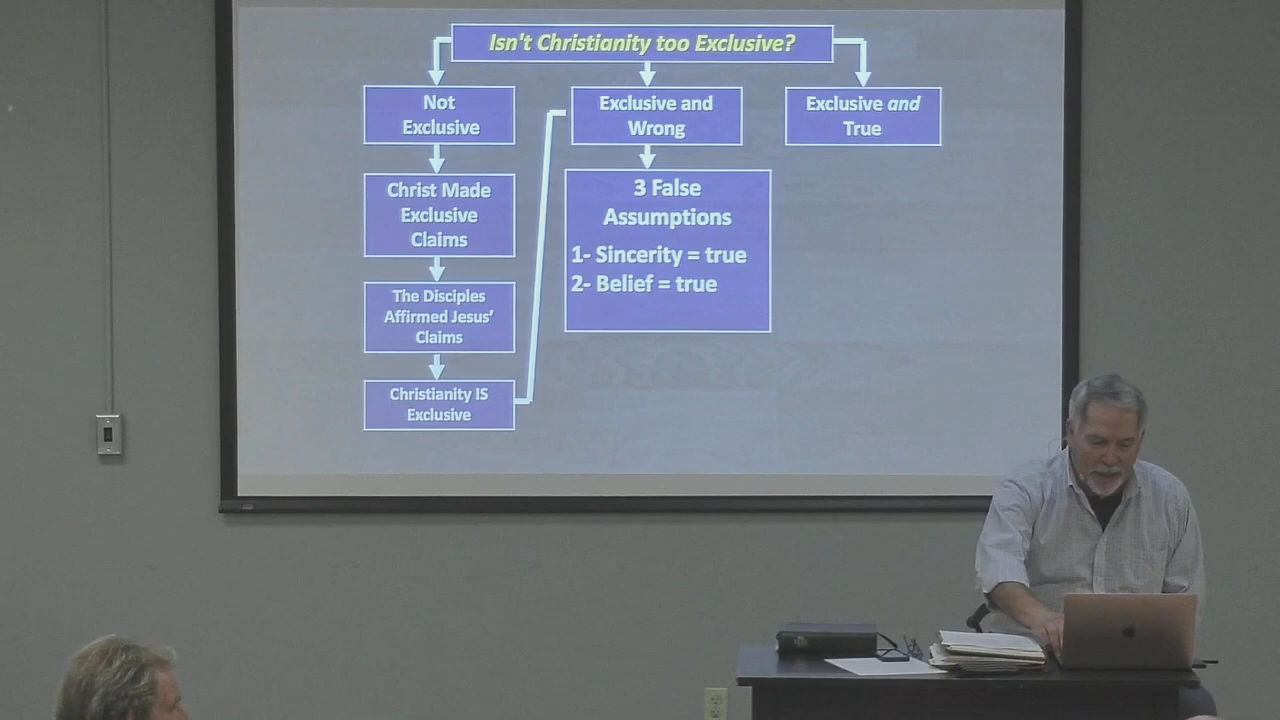 Isn't Christianity too Exclusive?
Not
Exclusive
Christ Made
Exclusive
Claims
The Disciples
Affirmed Jesus'
Claims
Christianity IS
Exclusive
Exclusive and
Wrong
3 False
Assumptions
1- Sincerity = true
2- Belief = true
Exclusive and
True